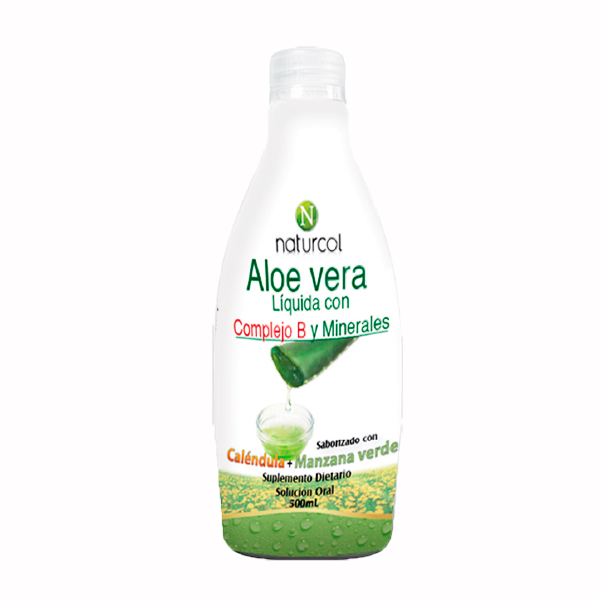 N
naturcol
Aloe vera
Líquida con
Complejo B y Minerales
Saborizado con
Caléndula + Manzana verde
Suplemento Dietario
Solución Oral
500mL